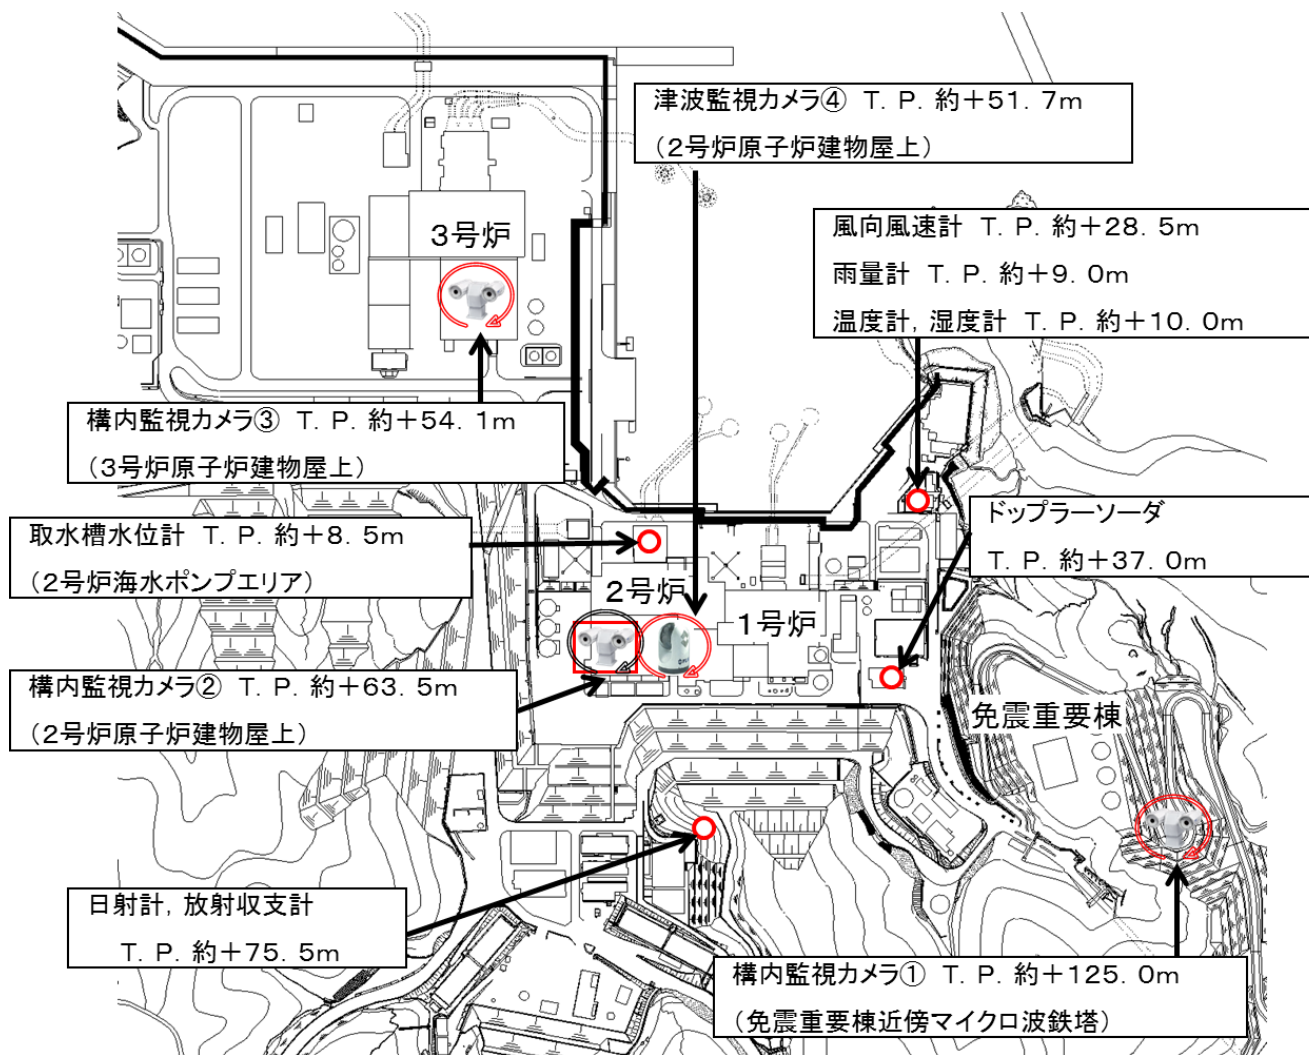 津波監視カメラ④ T. P. 約+51. 7m
(2号炉原子炉建物屋上)
風向風速計 T. P. 約+28. 5m
雨量計 T. P. 約+9. 0m
温度計, 湿度計 T. P. 約+10. 0m
3号炉
構内監視カメラ③ T. P. 約+54. 1m
(3号炉原子炉建物屋上)
取水槽水位計 T. P. 約+8. 5m
(2号炉海水ポンプエリア)
ドップラーソーダ
T. P. 約+37. 0m
2号炉
1号炉
構内監視カメラ② T. P. 約+63. 5m
(2号炉原子炉建物屋上)
免震重要棟
日射計, 放射収支計
T. P. 約+75. 5m
構内監視カメラ① T. P. 約+125. 0m
(免震重要棟近傍マイクロ波鉄塔)